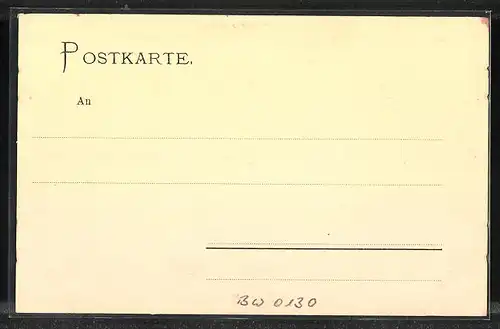 POSTKARTE.
An
BW 0130